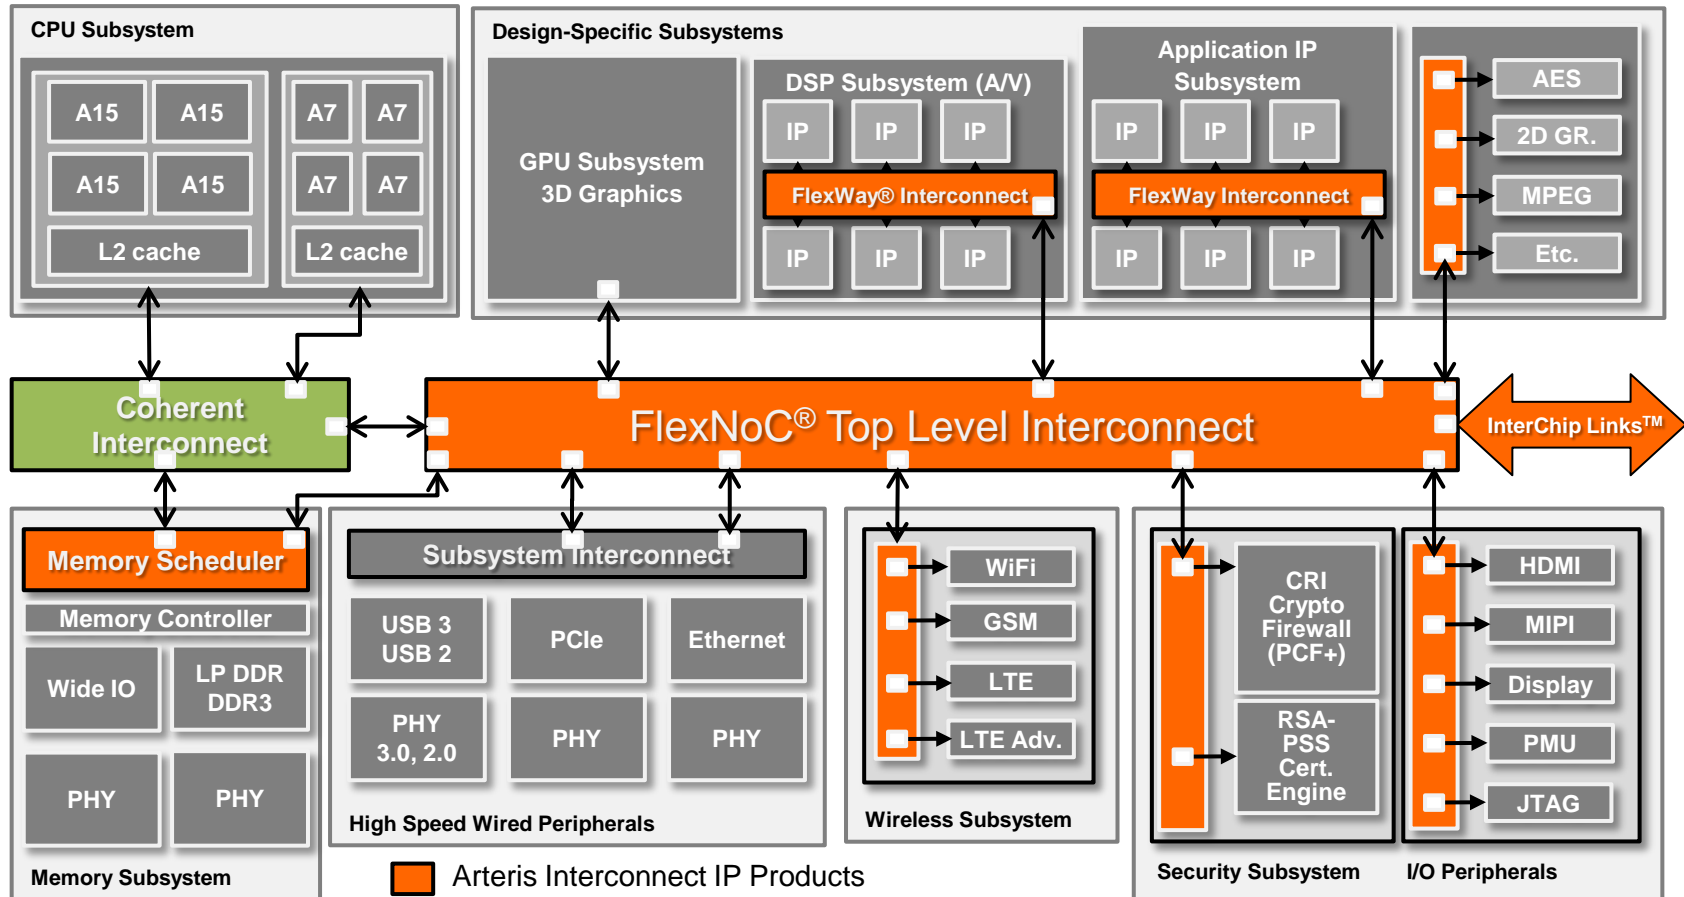 CPU Subsystem
A15
A15
A7
A7
A15
A15
A7
A7
L2 cache
L2 cache
Design-Specific Subsystems
GPU Subsystem
3D Graphics
DSP Subsystem (A/V)
IP
IP
IP
FlexWay® Interconnect
IP
IP
IP
Application IP
Subsystem
IP
IP
IP
FlexWay Interconnect
IP
IP
IP
AES
2D GR.
MPEG
Etc.
Coherent
Interconnect
FlexNoC® Top Level Interconnect
InterChip Links™
Memory Scheduler
Memory Controller
Wide IO
LP DDR
DDR3
PHY
PHY
Memory Subsystem
Subsystem Interconnect
USB 3
USB 2
PCIe
Ethernet
PHY
3.0, 2.0
PHY
PHY
High Speed Wired Peripherals
WiFi
GSM
LTE
LTE Adv.
Wireless Subsystem
CRI
Crypto
Firewall
(PCF+)
RSA-
PSS
Cert.
Engine
Security Subsystem
HDMI
MIPI
Display
PMU
JTAG
I/O Peripherals
Arteris Interconnect IP Products